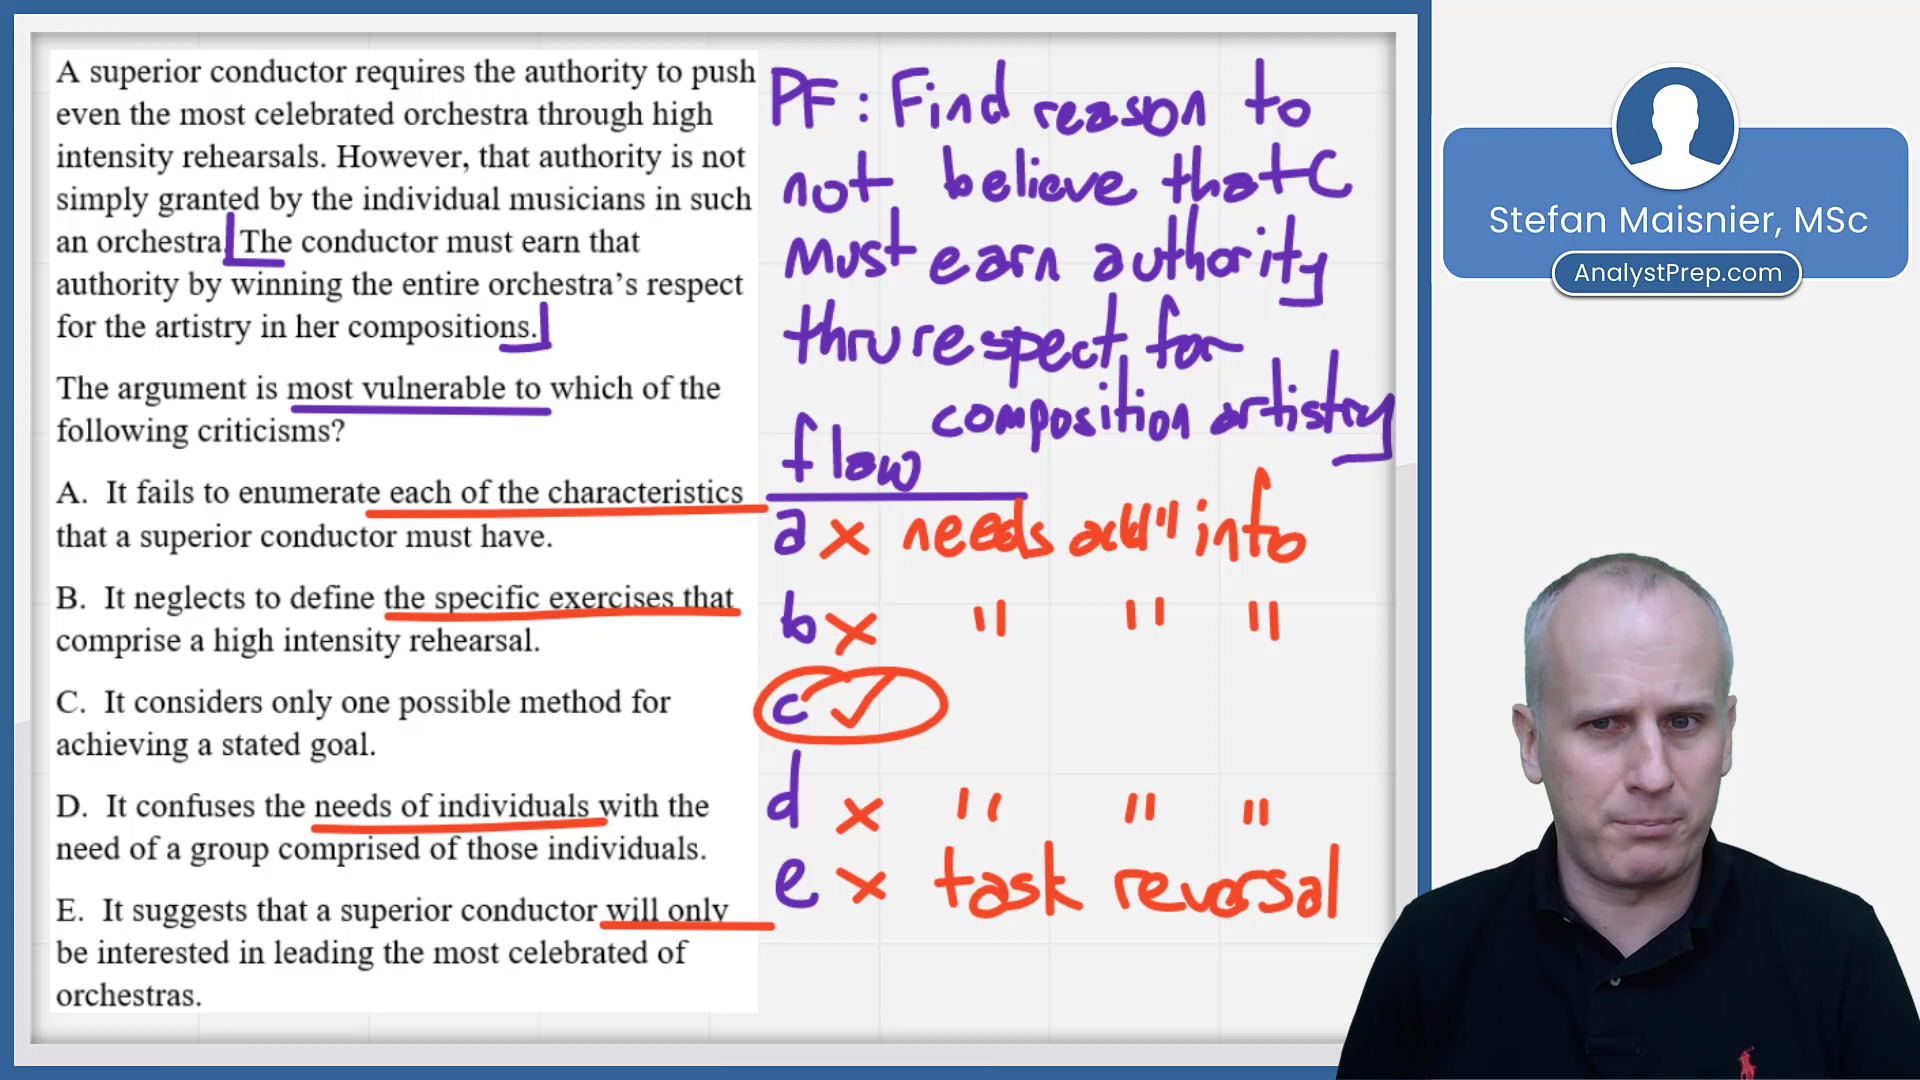 A superior conductor requires the authority to push
even the most celebrated orchestra through high
intensity rehearsals. However, that authority is not
simply granted by the individual musicians in such
an orchestra. The conductor must earn that
authority by winning the entire orchestra's respect
for the artistry in her compositions.
The argument is most vulnerable to which of the
following criticisms?
A. It fails to enumerate each of the characteristics
that a superior conductor must have.
B. It neglects to define the specific exercises that
comprise a high intensity rehearsal.
C. It considers only one possible method for
achieving a stated goal.
D. It confuses the needs of individuals with the
need of a group comprised of those individuals.
E. It suggests that a superior conductor will only
be interested in leading the most celebrated of
orchestras.
PF: Find reason to
not believe that C
must earn authority
thru respect for
composition artistry
flaw
a x needs add'l info
b x " " "
c ✓
d x " " "
e x task reversal
Stefan Maisnier, MSc
AnalystPrep.com